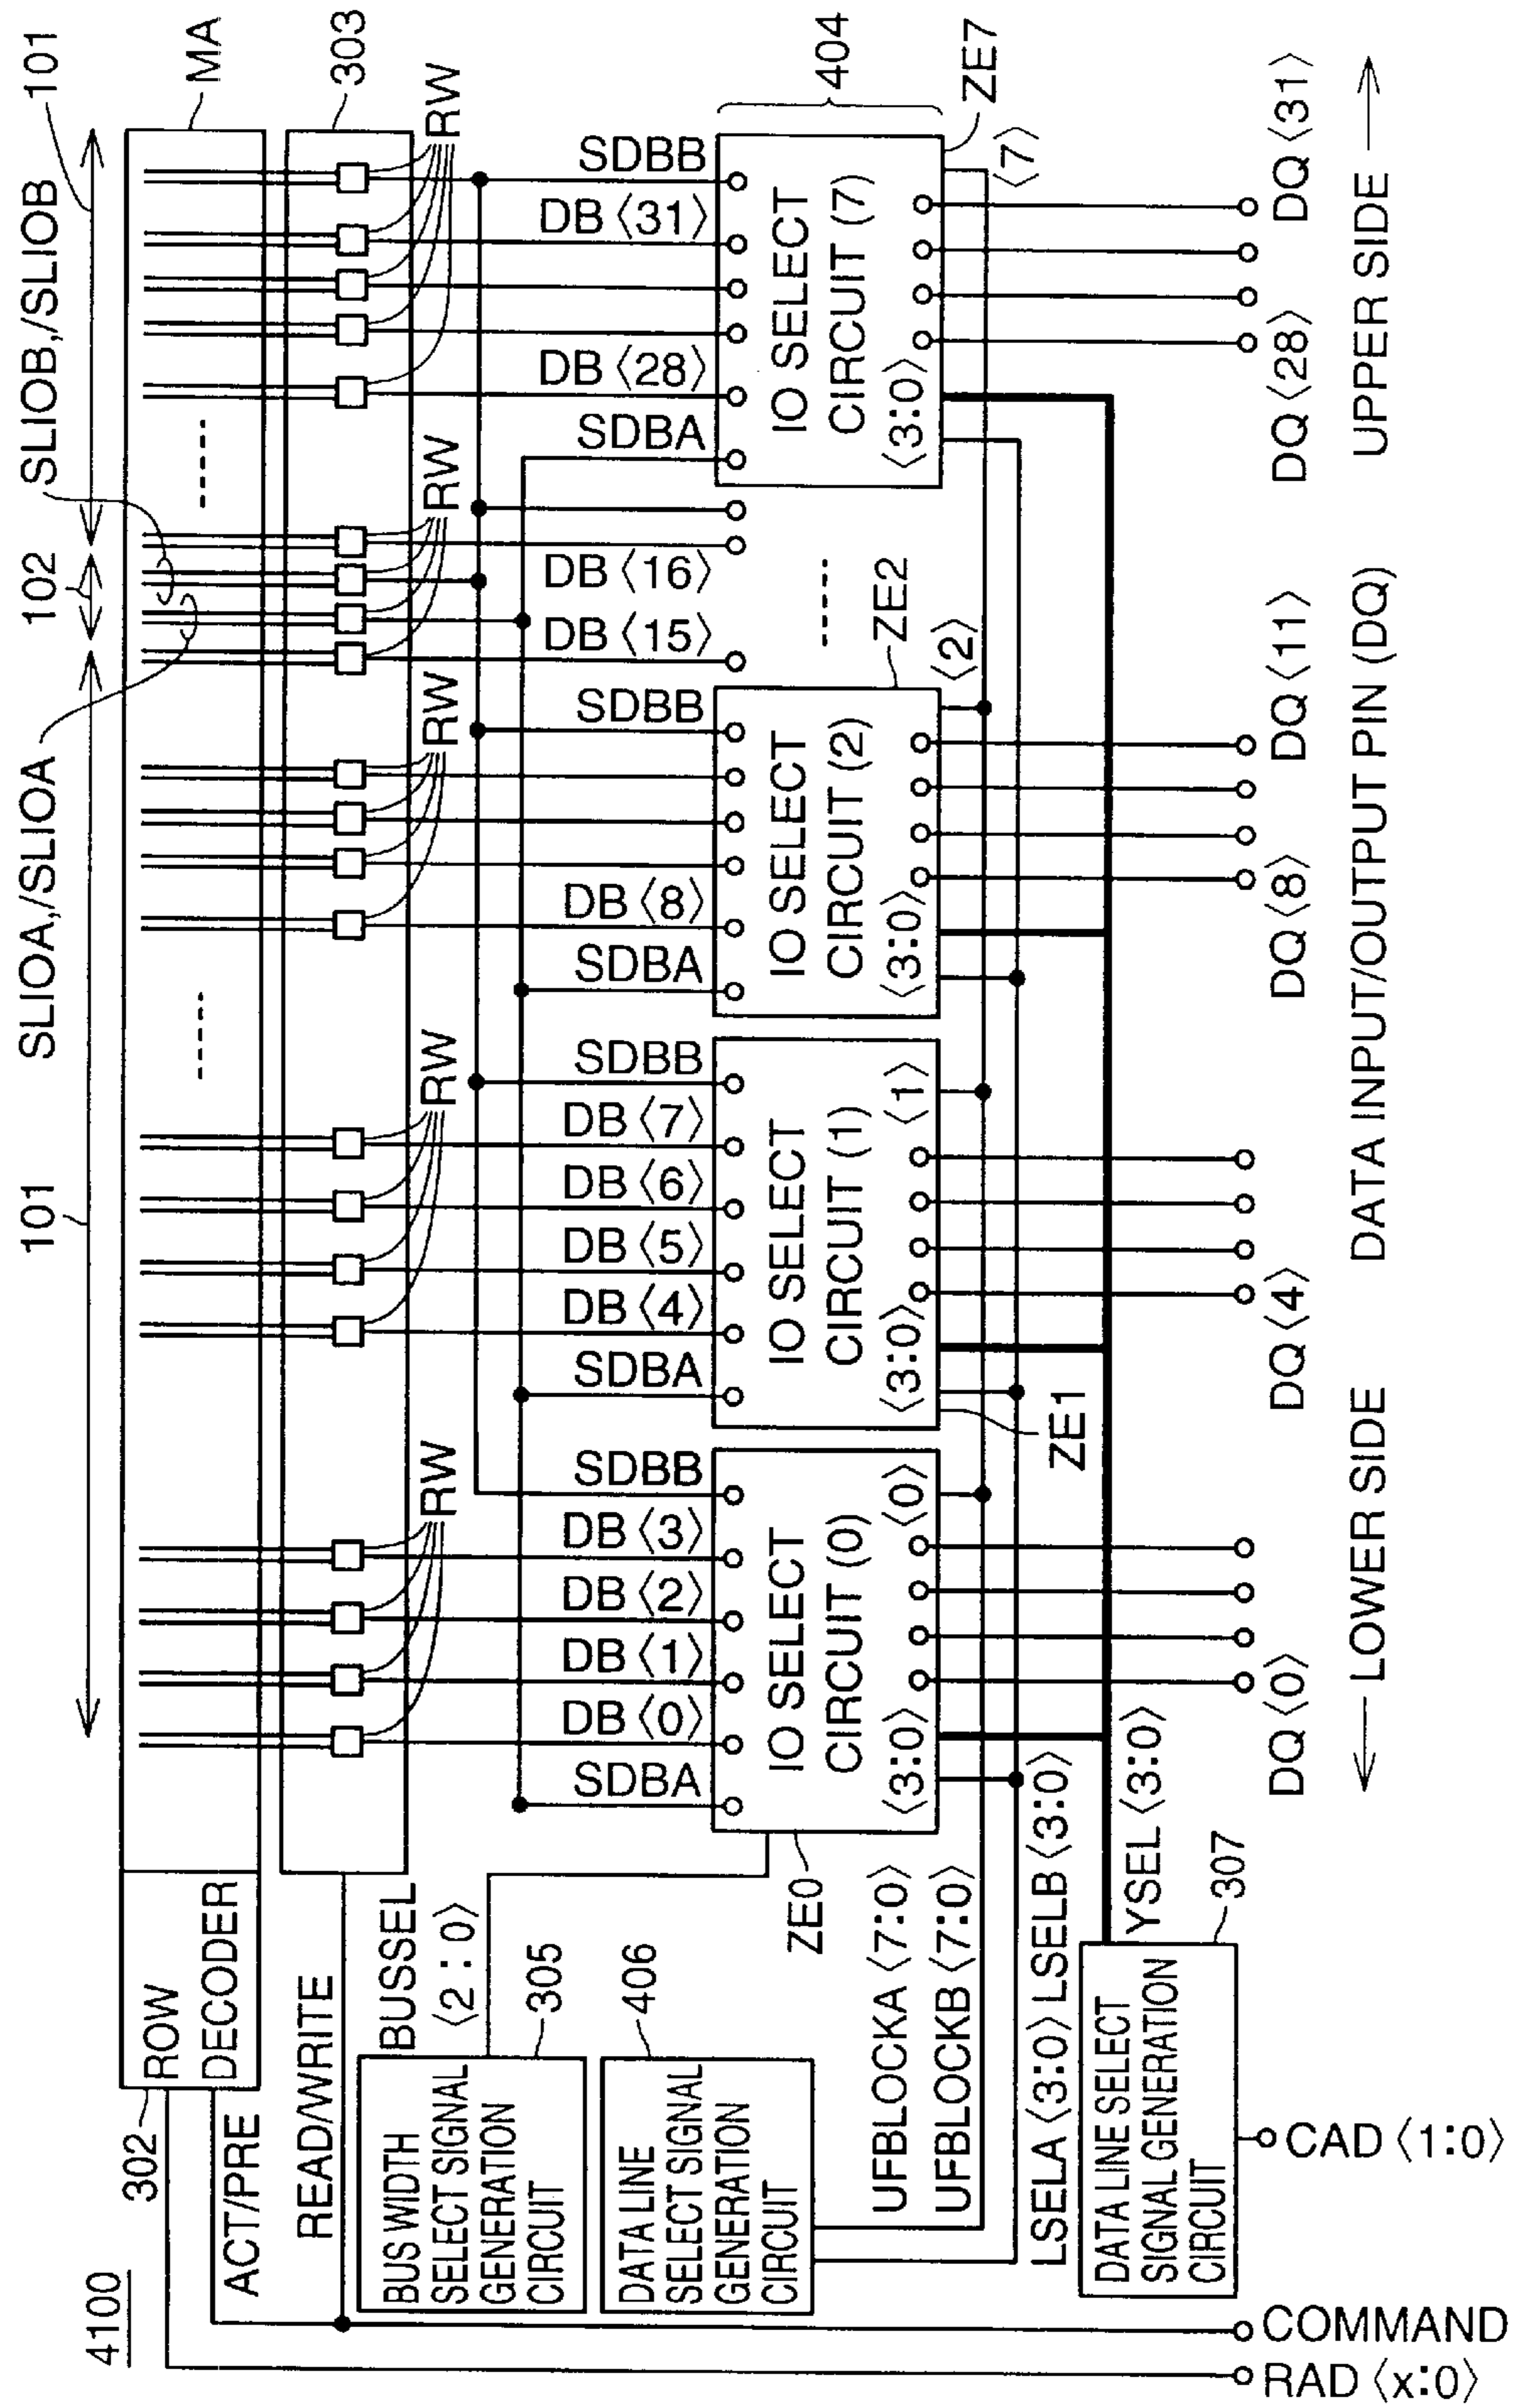 4100
RAD ⟨x:0⟩
COMMAND
302
ROW
DECODER
ACT/PRE
READ/WRITE
MA
303
101
102
101
SLIOA,/SLIOA
SLIOB,/SLIOB
RW
RW
RW
RW
RW
BUSSEL
⟨2:0⟩
BUS WIDTH
SELECT SIGNAL
GENERATION
CIRCUIT
305
DATA LINE
SELECT SIGNAL
GENERATION
CIRCUIT
406
UFBLOCKA ⟨7:0⟩
UFBLOCKB ⟨7:0⟩
LSELA ⟨3:0⟩ LSELB ⟨3:0⟩
YSEL ⟨3:0⟩
DATA LINE SELECT
SIGNAL GENERATION
CIRCUIT
307
CAD ⟨1:0⟩
SDBA
DB ⟨0⟩
DB ⟨1⟩
DB ⟨2⟩
DB ⟨3⟩
SDBB
IO SELECT
CIRCUIT (0)
⟨3:0⟩
⟨0⟩
ZE0
SDBA
DB ⟨4⟩
DB ⟨5⟩
DB ⟨6⟩
DB ⟨7⟩
SDBB
IO SELECT
CIRCUIT (1)
⟨3:0⟩
⟨1⟩
ZE1
SDBA
DB ⟨8⟩
SDBB
IO SELECT
CIRCUIT (2)
⟨3:0⟩
⟨2⟩
ZE2
DB ⟨15⟩
DB ⟨16⟩
SDBA
DB ⟨28⟩
DB ⟨31⟩
SDBB
IO SELECT
CIRCUIT (7)
⟨3:0⟩
⟨7⟩
404
ZE7
DQ ⟨0⟩
DQ ⟨4⟩
DQ ⟨8⟩
DQ ⟨11⟩
DQ ⟨28⟩
DQ ⟨31⟩
LOWER SIDE
DATA INPUT/OUTPUT PIN (DQ)
UPPER SIDE